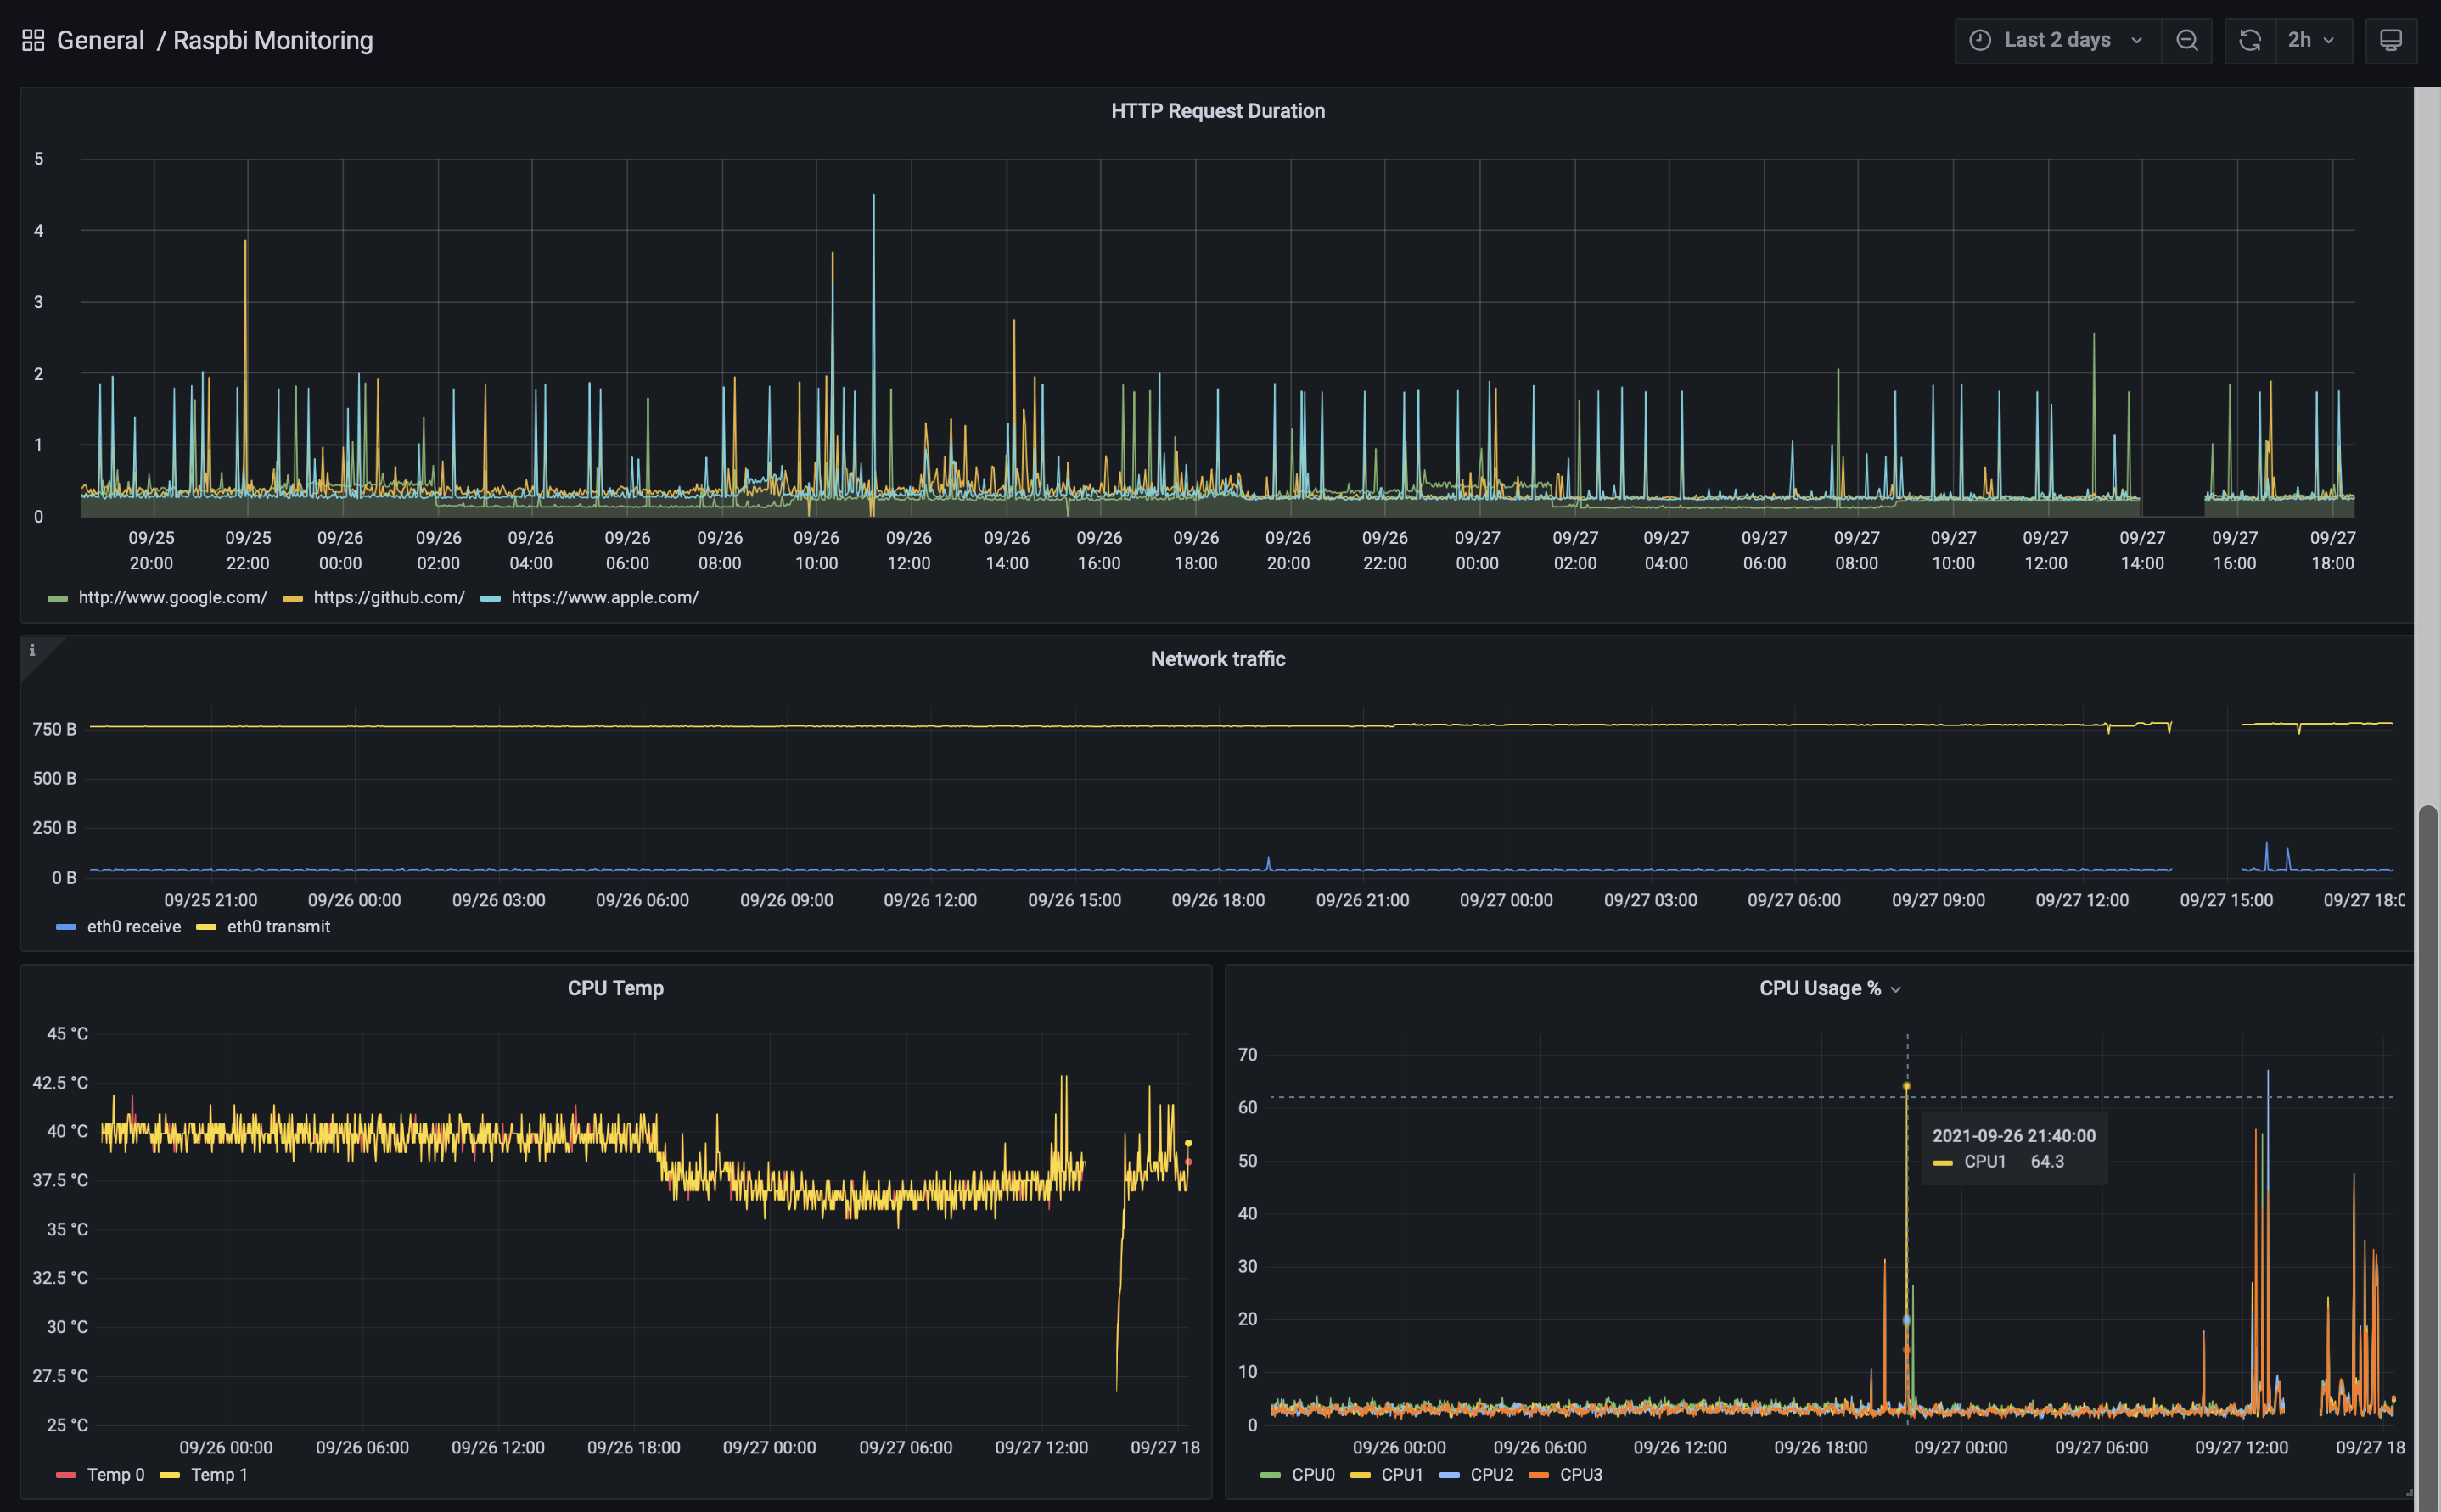 General / Raspbi Monitoring
Last 2 days
2h
HTTP Request Duration
5
4
3
2
1
0
09/25 09/25 09/26 09/26 09/26 09/26 09/26 09/26 09/26 09/26 09/26 09/26 09/26 09/26 09/27 09/27 09/27 09/27 09/27 09/27 09/27 09/27 09/27 09/27
20:00 22:00 00:00 02:00 04:00 06:00 08:00 10:00 12:00 14:00 16:00 18:00 20:00 22:00 00:00 02:00 04:00 06:00 08:00 10:00 12:00 14:00 16:00 18:00
http://www.google.com/ https://github.com/ https://www.apple.com/
i
Network traffic
750 B
500 B
250 B
0 B
09/25 21:00 09/26 00:00 09/26 03:00 09/26 06:00 09/26 09:00 09/26 12:00 09/26 15:00 09/26 18:00 09/26 21:00 09/27 00:00 09/27 03:00 09/27 06:00 09/27 09:00 09/27 12:00 09/27 15:00 09/27 18:0
eth0 receive eth0 transmit
CPU Temp
45 °C
42.5 °C
40 °C
37.5 °C
35 °C
32.5 °C
30 °C
27.5 °C
25 °C
09/26 00:00 09/26 06:00 09/26 12:00 09/26 18:00 09/27 00:00 09/27 06:00 09/27 12:00 09/27 18
Temp 0 Temp 1
CPU Usage %
70
60
50
40
30
20
10
0
2021-09-26 21:40:00
CPU1 64.3
09/26 00:00 09/26 06:00 09/26 12:00 09/26 18:00 09/27 00:00 09/27 06:00 09/27 12:00 09/27 18
CPU0 CPU1 CPU2 CPU3